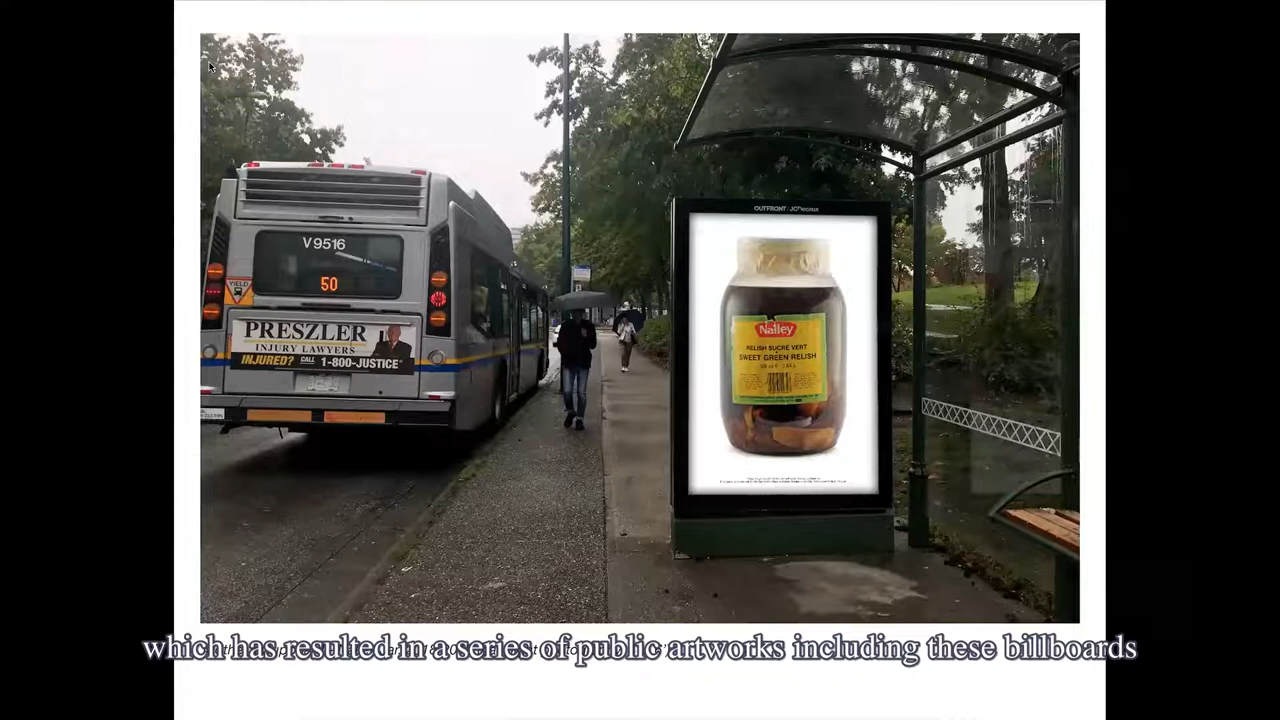 V9516
50
YIELD
PRESZLER
INJURY LAWYERS
INJURED? CALL 1-800-JUSTICE
OUTFRONT / JCDecaux
Nalley
RELISH SUCRÉ VERT
SWEET GREEN RELISH
which has resulted in a series of public artworks including these billboards